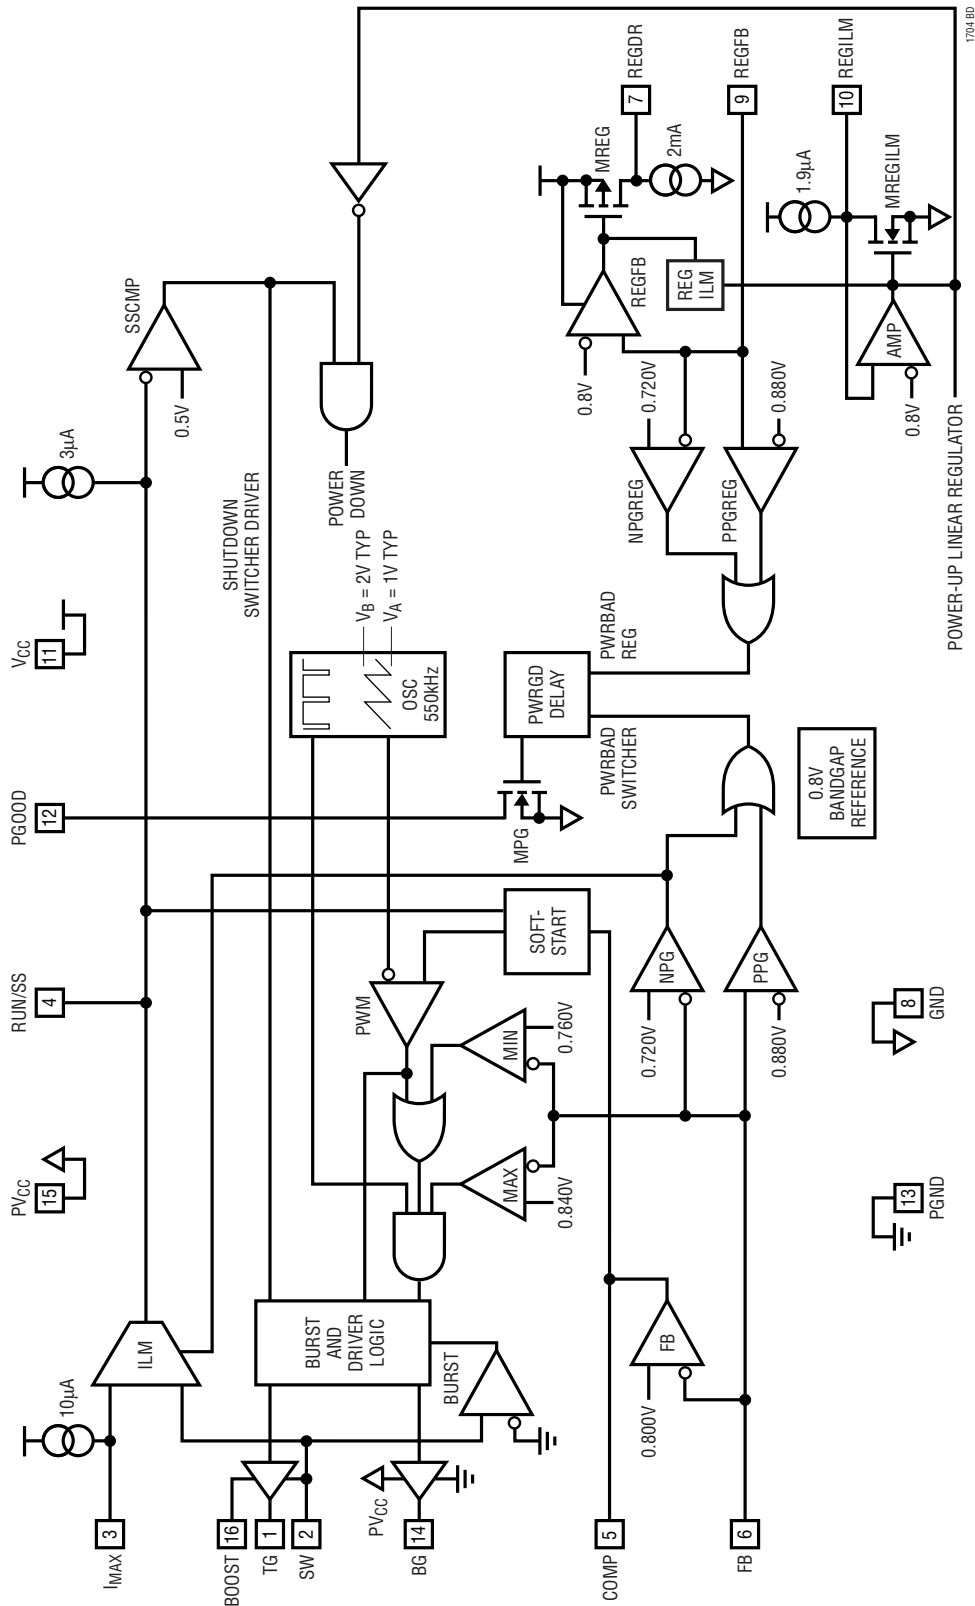 IMAX
3
10µA
ILM
PVCC
15
RUN/SS
4
PGOOD
12
VCC
11
3µA
SSCMP
0.5V
BOOST
16
TG
1
SW
2
PVCC
BG
14
BURST
AND
DRIVER
LOGIC
BURST
SHUTDOWN
SWITCHER DRIVER
POWER
DOWN
OSC
550kHz
VB = 2V TYP
VA = 1V TYP
PWM
MIN
0.760V
MAX
0.840V
SOFT-
START
MPG
PWRGD
DELAY
PWRBAD
SWITCHER
PWRBAD
REG
COMP
5
FB
0.800V
FB
6
NPG
0.720V
PPG
0.880V
0.8V
BANDGAP
REFERENCE
PGND
13
GND
8
NPGREG
0.720V
PPGREG
0.880V
0.8V
REGFB
MREG
REG
ILM
2mA
7
REGDR
9
REGFB
10
REGILM
1.9µA
MREGILM
AMP
0.8V
POWER-UP LINEAR REGULATOR
1704 BD